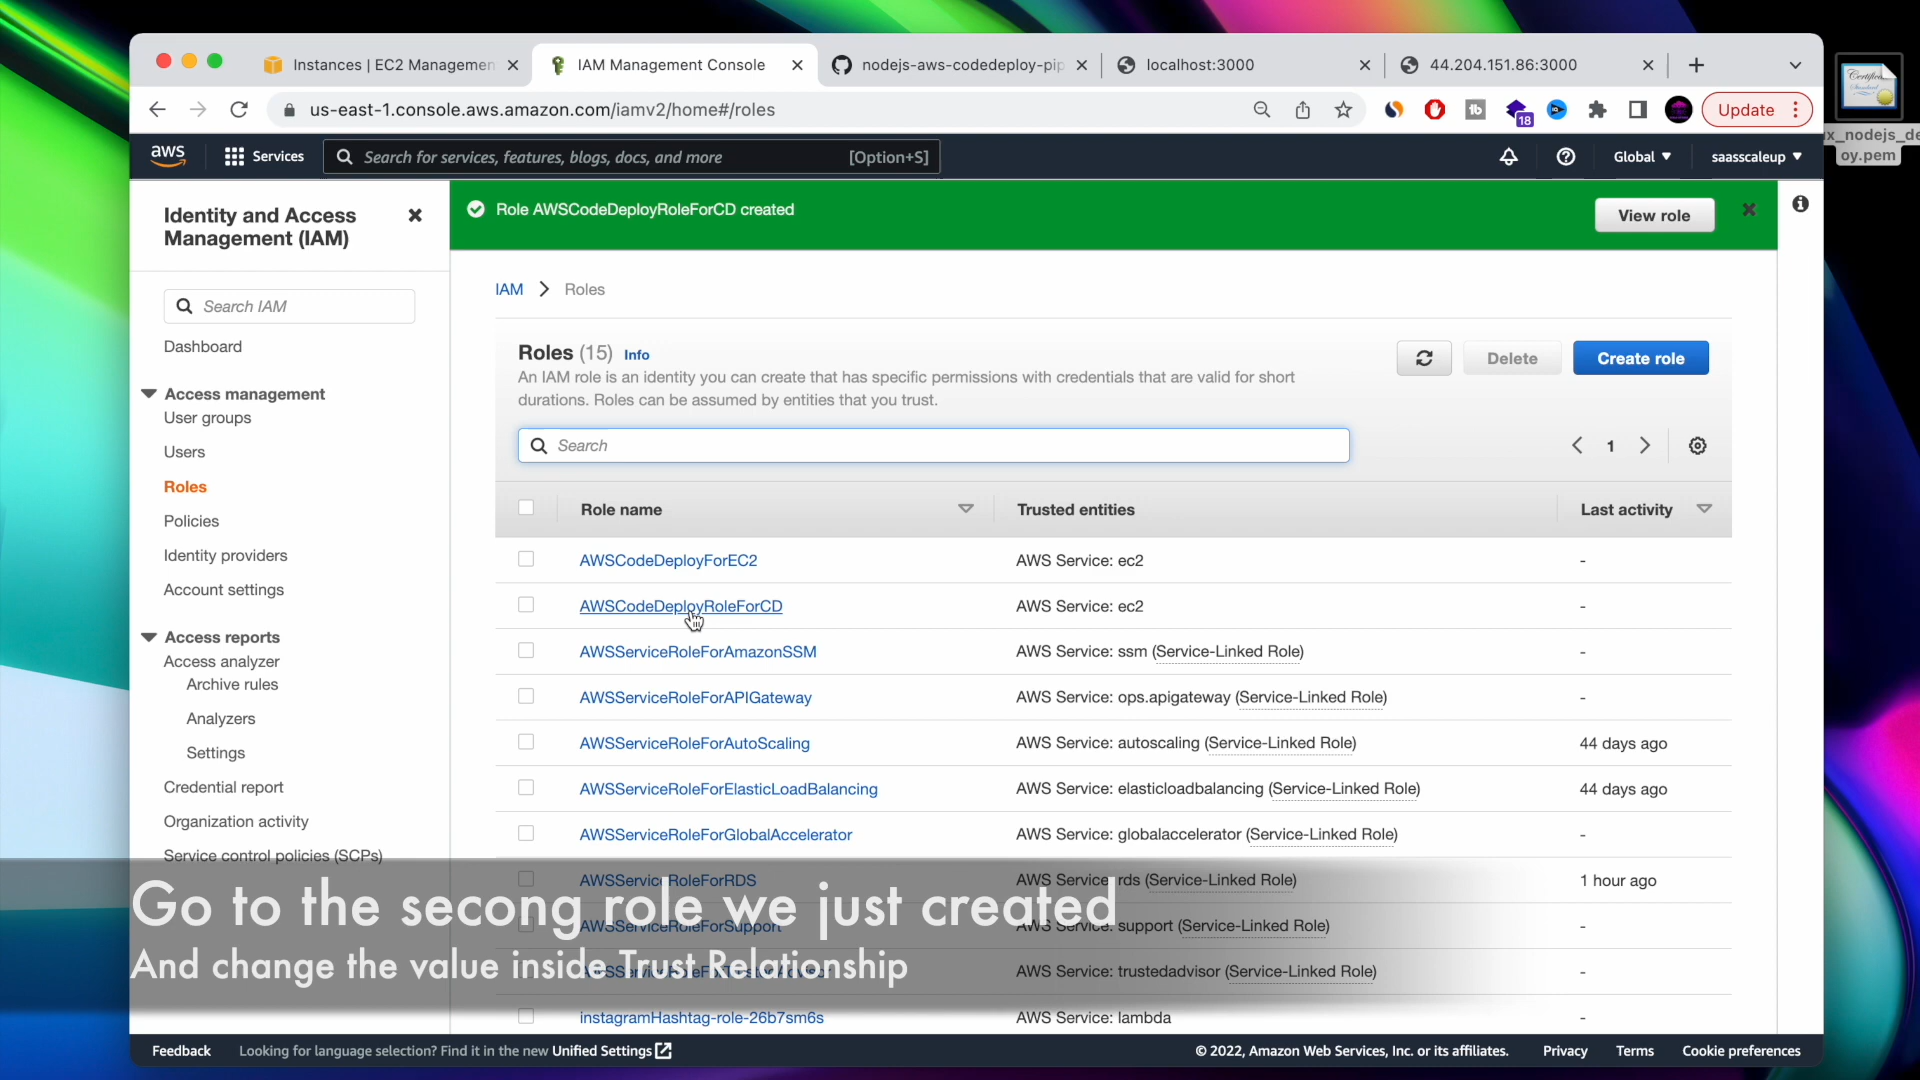 Instances | EC2 Managemen
IAM Management Console
nodejs-aws-codedeploy-pip
localhost:3000
44.204.151.86:3000
us-east-1.console.aws.amazon.com/iamv2/home#/roles
18
Update
x_nodejs_de
oy.pem
aws
Services
Search for services, features, blogs, docs, and more
[Option+S]
Global
saasscaleup
Identity and Access
Management (IAM)
Role AWSCodeDeployRoleForCD created
View role
Search IAM
Dashboard
Access management
User groups
Users
Roles
Policies
Identity providers
Account settings
Access reports
Access analyzer
Archive rules
Analyzers
Settings
Credential report
Organization activity
Service control policies (SCPs)
IAM > Roles
Roles (15) Info
An IAM role is an identity you can create that has specific permissions with credentials that are valid for short
durations. Roles can be assumed by entities that you trust.
Delete
Create role
Search
1
Role name Trusted entities Last activity
AWSCodeDeployForEC2 AWS Service: ec2 -
AWSCodeDeployRoleForCD AWS Service: ec2 -
AWSServiceRoleForAmazonSSM AWS Service: ssm (Service-Linked Role) -
AWSServiceRoleForAPIGateway AWS Service: ops.apigateway (Service-Linked Role) -
AWSServiceRoleForAutoScaling AWS Service: autoscaling (Service-Linked Role) 44 days ago
AWSServiceRoleForElasticLoadBalancing AWS Service: elasticloadbalancing (Service-Linked Role) 44 days ago
AWSServiceRoleForGlobalAccelerator AWS Service: globalaccelerator (Service-Linked Role) -
AWSServiceRoleForRDS AWS Service: rds (Service-Linked Role) 1 hour ago
AWSServiceRoleForSupport AWS Service: support (Service-Linked Role) -
AWS Service: trustedadvisor (Service-Linked Role) -
instagramHashtag-role-26b7sm6s AWS Service: lambda -
Go to the secong role we just created
And change the value inside Trust Relationship
Feedback
Looking for language selection? Find it in the new Unified Settings
© 2022, Amazon Web Services, Inc. or its affiliates.
Privacy
Terms
Cookie preferences